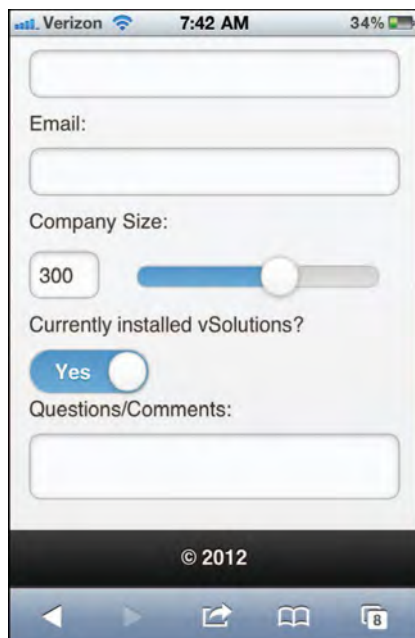 Verizon 7:42 AM 34%
Email:
Company Size:
300
Currently installed vSolutions?
Yes
Questions/Comments:
© 2012
8